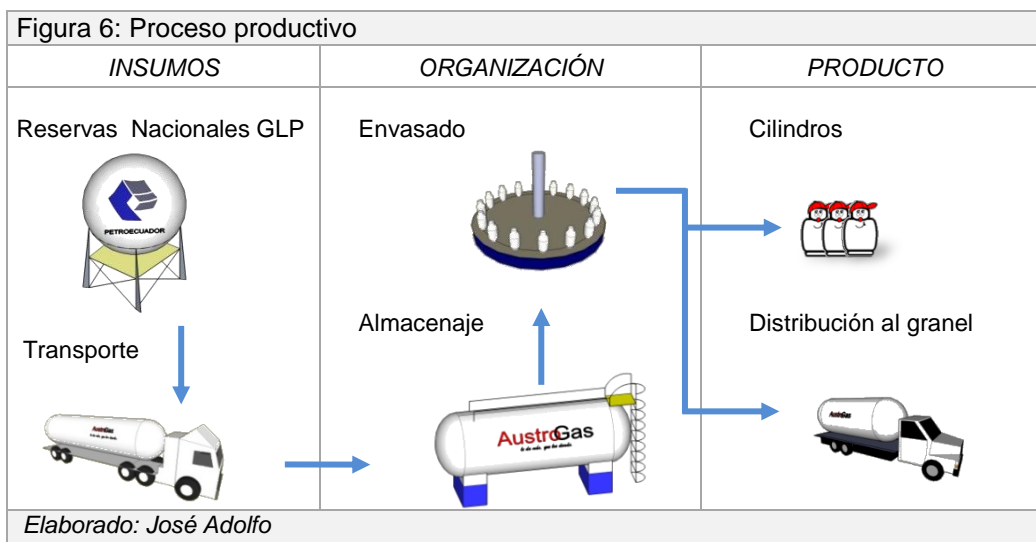 Figura 6: Proceso productivo
INSUMOS
ORGANIZACIÓN
PRODUCTO
Reservas Nacionales GLP
PETROECUADOR
Transporte
AustroGas
Envasado
Almacenaje
AustroGas
Cilindros
Distribución al granel
AustroGas
Elaborado: José Adolfo